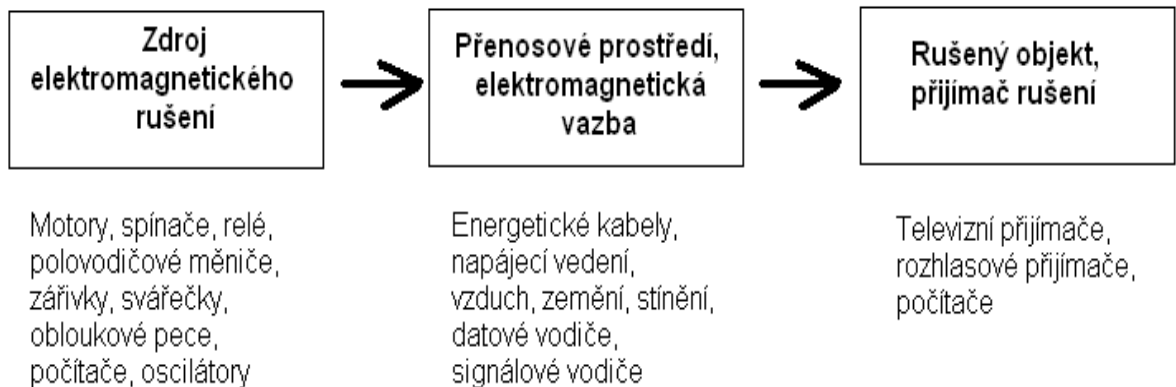 Zdroj
elektromagnetického
rušení
Přenosové prostředí,
elektromagnetická
vazba
Rušený objekt,
přijímač rušení
Motory, spínače, relé,
polovodičové měniče,
zářivky, svářečky,
obloukové pece,
počítače, oscilátory
Energetické kabely,
napájecí vedení,
vzduch, zemění, stínění,
datové vodiče,
signálové vodiče
Televizní přijímače,
rozhlasové přijímače,
počítače